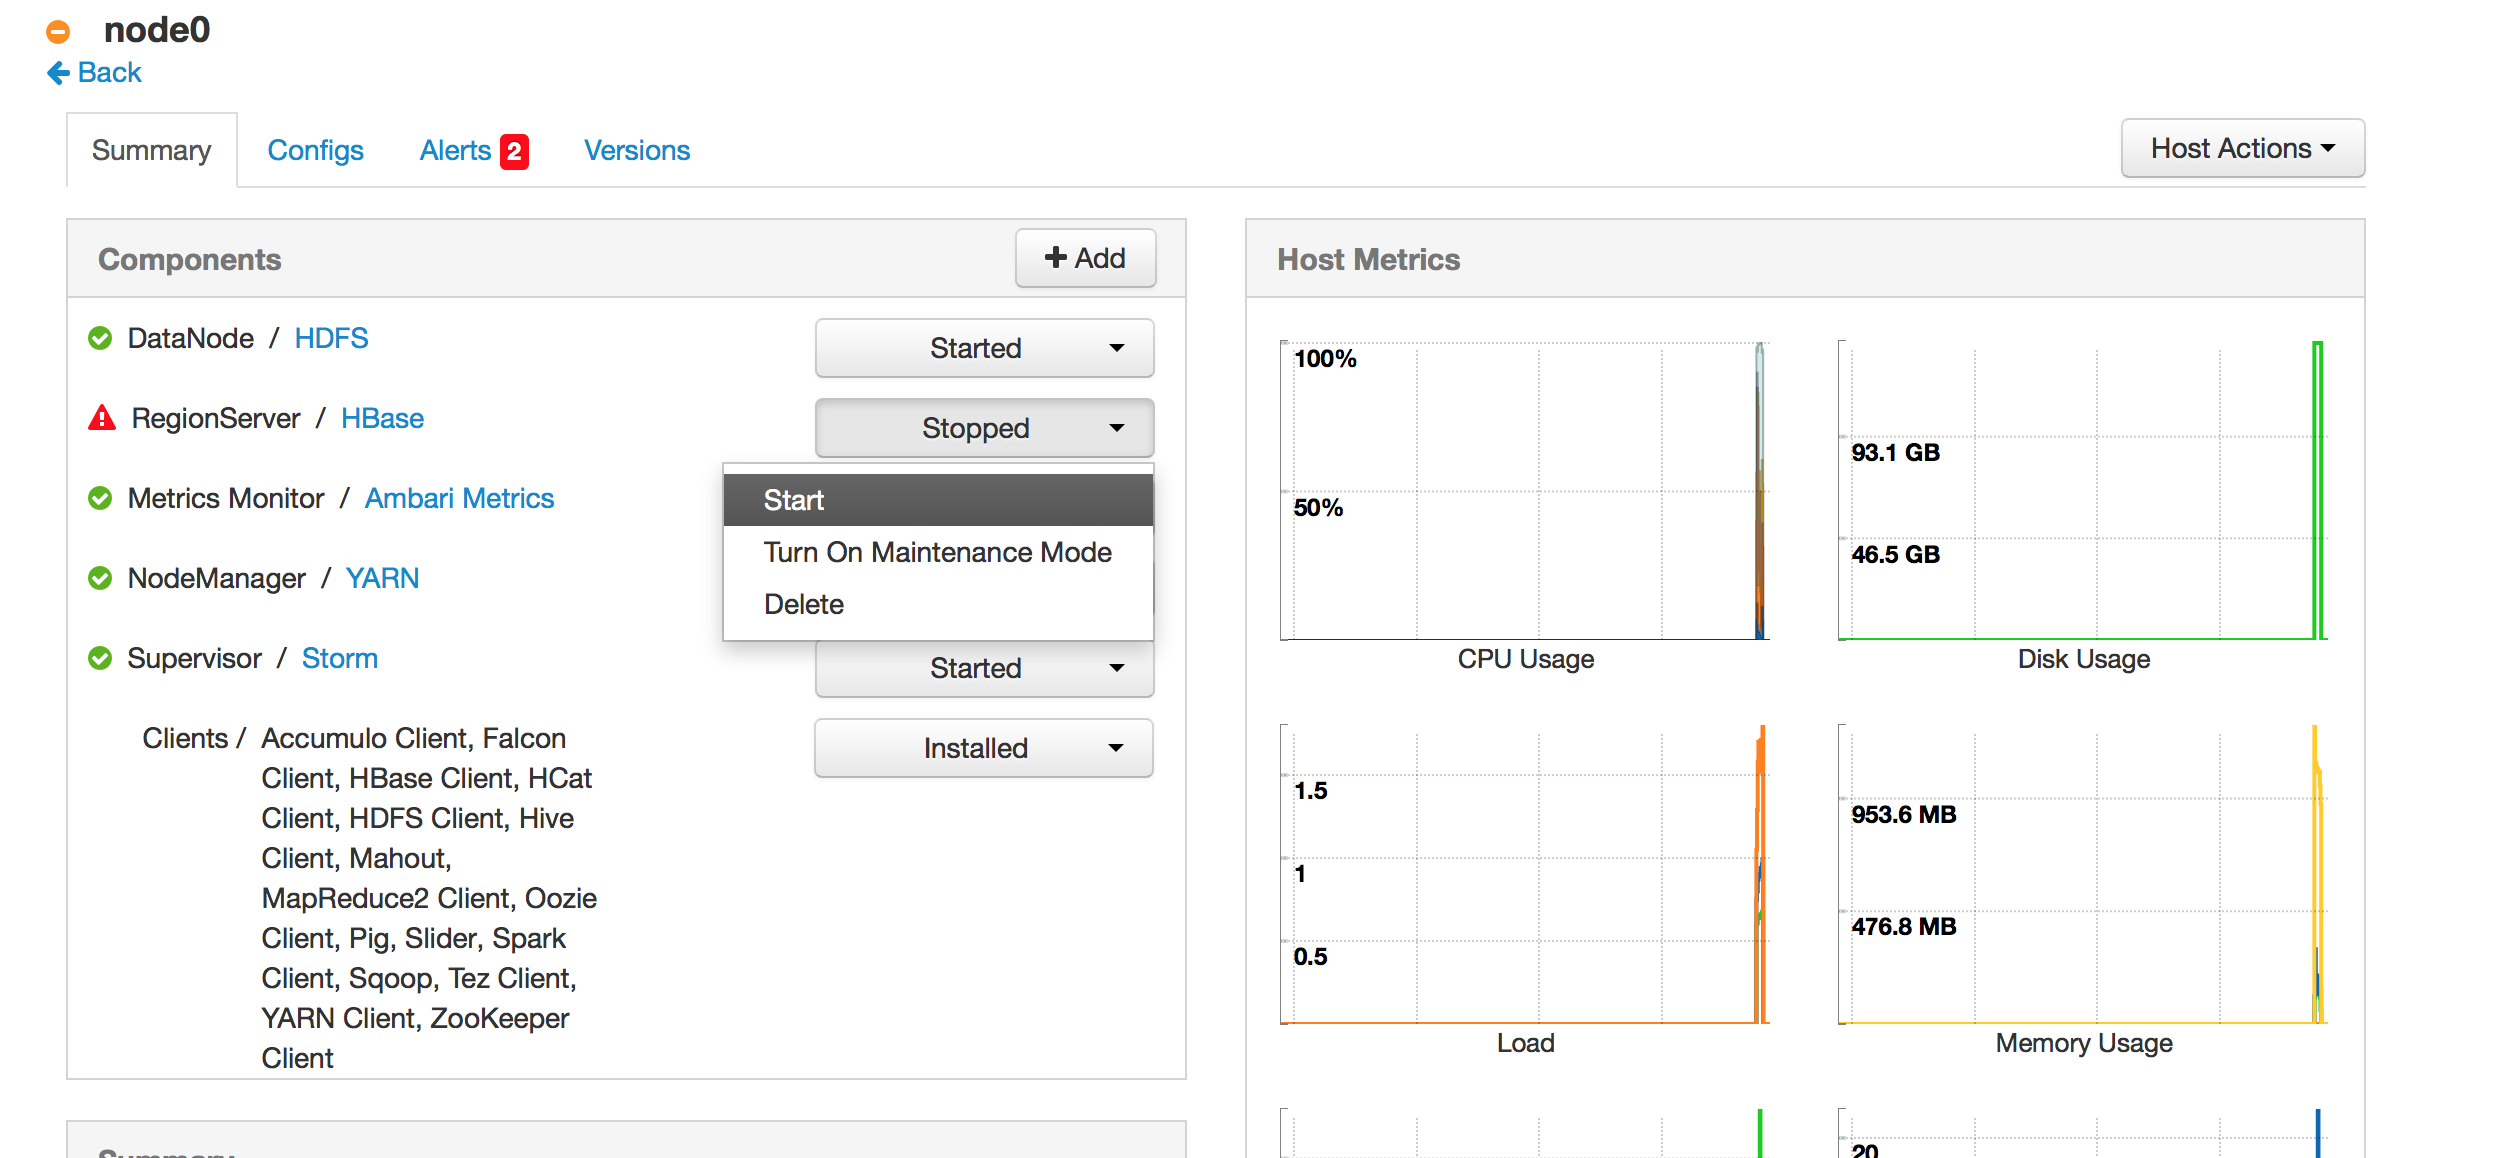 node0
Back
Summary
Configs
Alerts 2
Versions
Host Actions
Components
Add
DataNode / HDFS
Started
RegionServer / HBase
Stopped
Start
Turn On Maintenance Mode
Delete
Metrics Monitor / Ambari Metrics
NodeManager / YARN
Supervisor / Storm
Started
Clients / Accumulo Client, Falcon
Client, HBase Client, HCat
Client, HDFS Client, Hive
Client, Mahout,
MapReduce2 Client, Oozie
Client, Pig, Slider, Spark
Client, Sqoop, Tez Client,
YARN Client, ZooKeeper
Client
Installed
Summary
Host Metrics
100%
50%
CPU Usage
93.1 GB
46.5 GB
Disk Usage
1.5
1
0.5
Load
953.6 MB
476.8 MB
Memory Usage
20